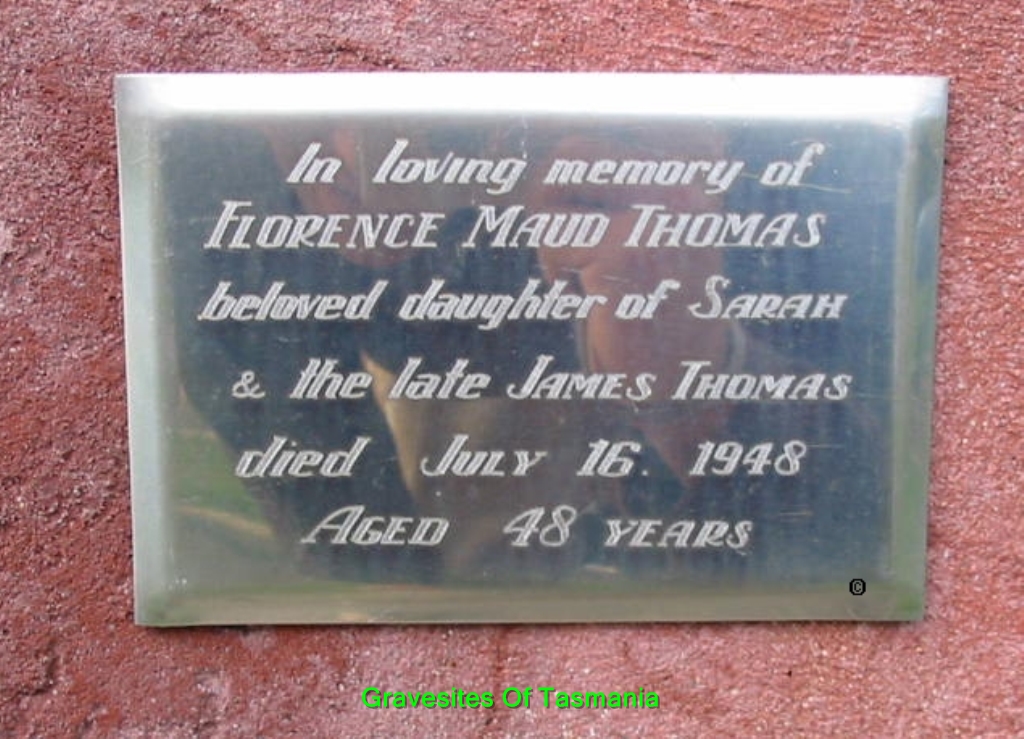 In loving memory of
FLORENCE MAUD THOMAS
beloved daughter of SARAH
& the late JAMES THOMAS
died JULY 16. 1948
AGED 48 YEARS
©
Gravesites Of Tasmania